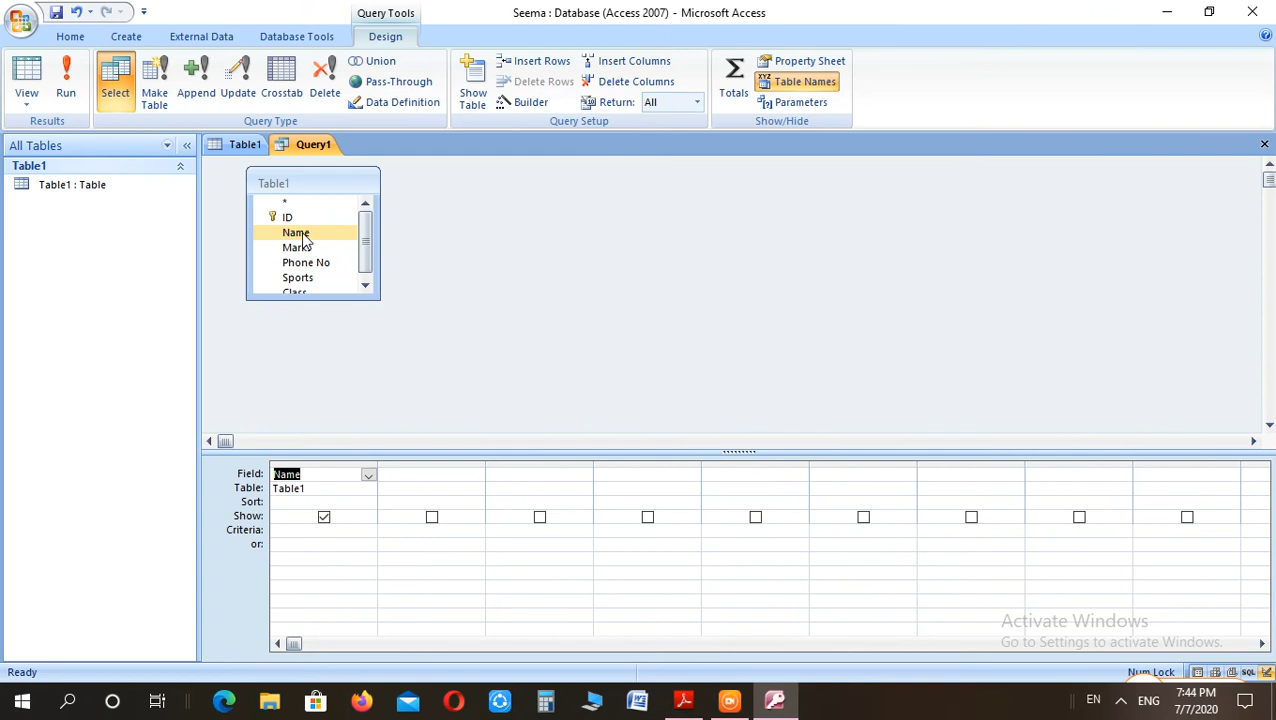 Query Tools
Seema : Database (Access 2007) - Microsoft Access
Home Create External Data Database Tools Design
View
Run
Results
Select
Make Table
Append
Update
Crosstab
Delete
Union
Pass-Through
Data Definition
Query Type
Show Table
Insert Rows
Delete Rows
Builder
Insert Columns
Delete Columns
Return: All
Query Setup
Totals
Property Sheet
Table Names
Parameters
Show/Hide
All Tables
Table1
Table1 : Table
Table1 Query1
Table1
*
ID
Name
Marks
Phone No
Sports
Class
Field: Name
Table: Table1
Sort:
Show:
Criteria:
or:
Activate Windows
Go to Settings to activate Windows.
Ready
Num Lock
SQL
EN
ENG
7:44 PM
7/7/2020